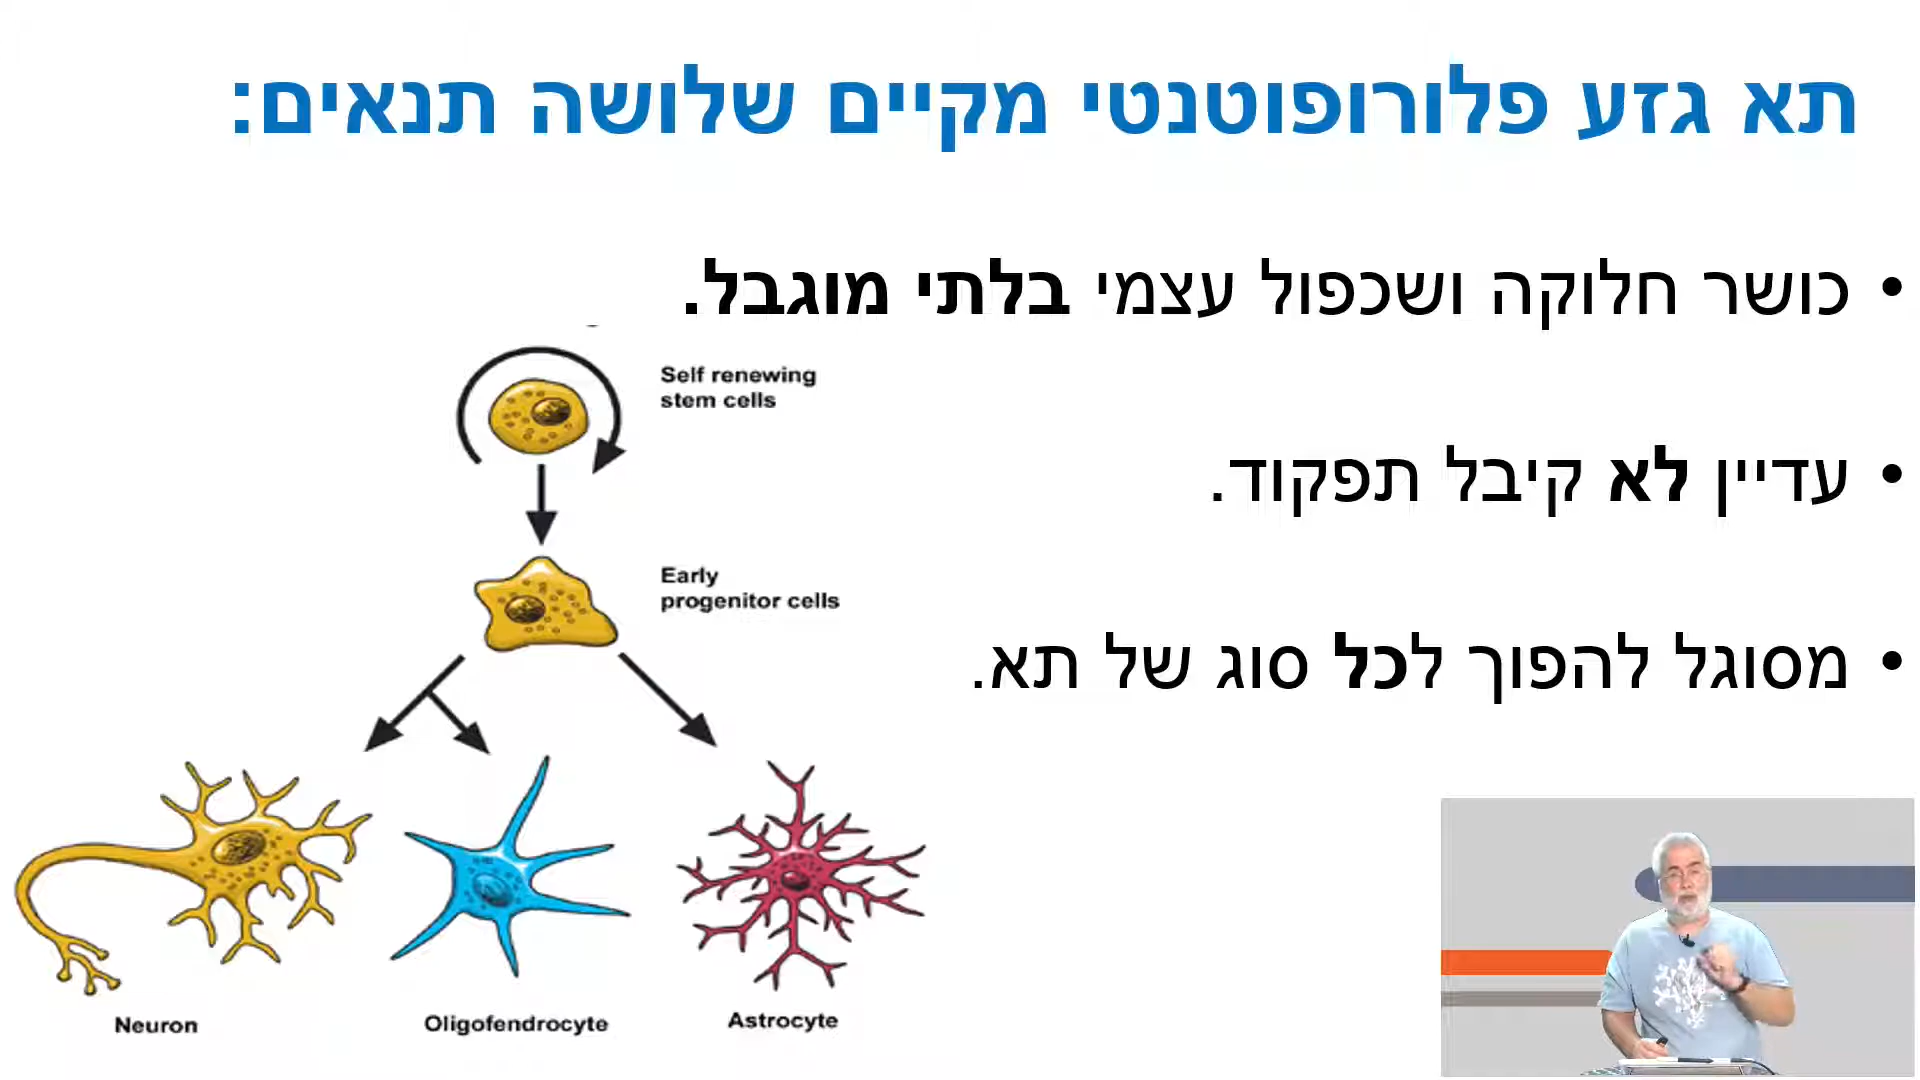 תא גזע פלורופוטנטי מקיים שלושה תנאים:
• כושר חלוקה ושכפול עצמי בלתי מוגבל.
• עדיין לא קיבל תפקוד.
• מסוגל להפוך לכל סוג של תא.
Self renewing
stem cells
Early
progenitor cells
Neuron
Oligofendrocyte
Astrocyte